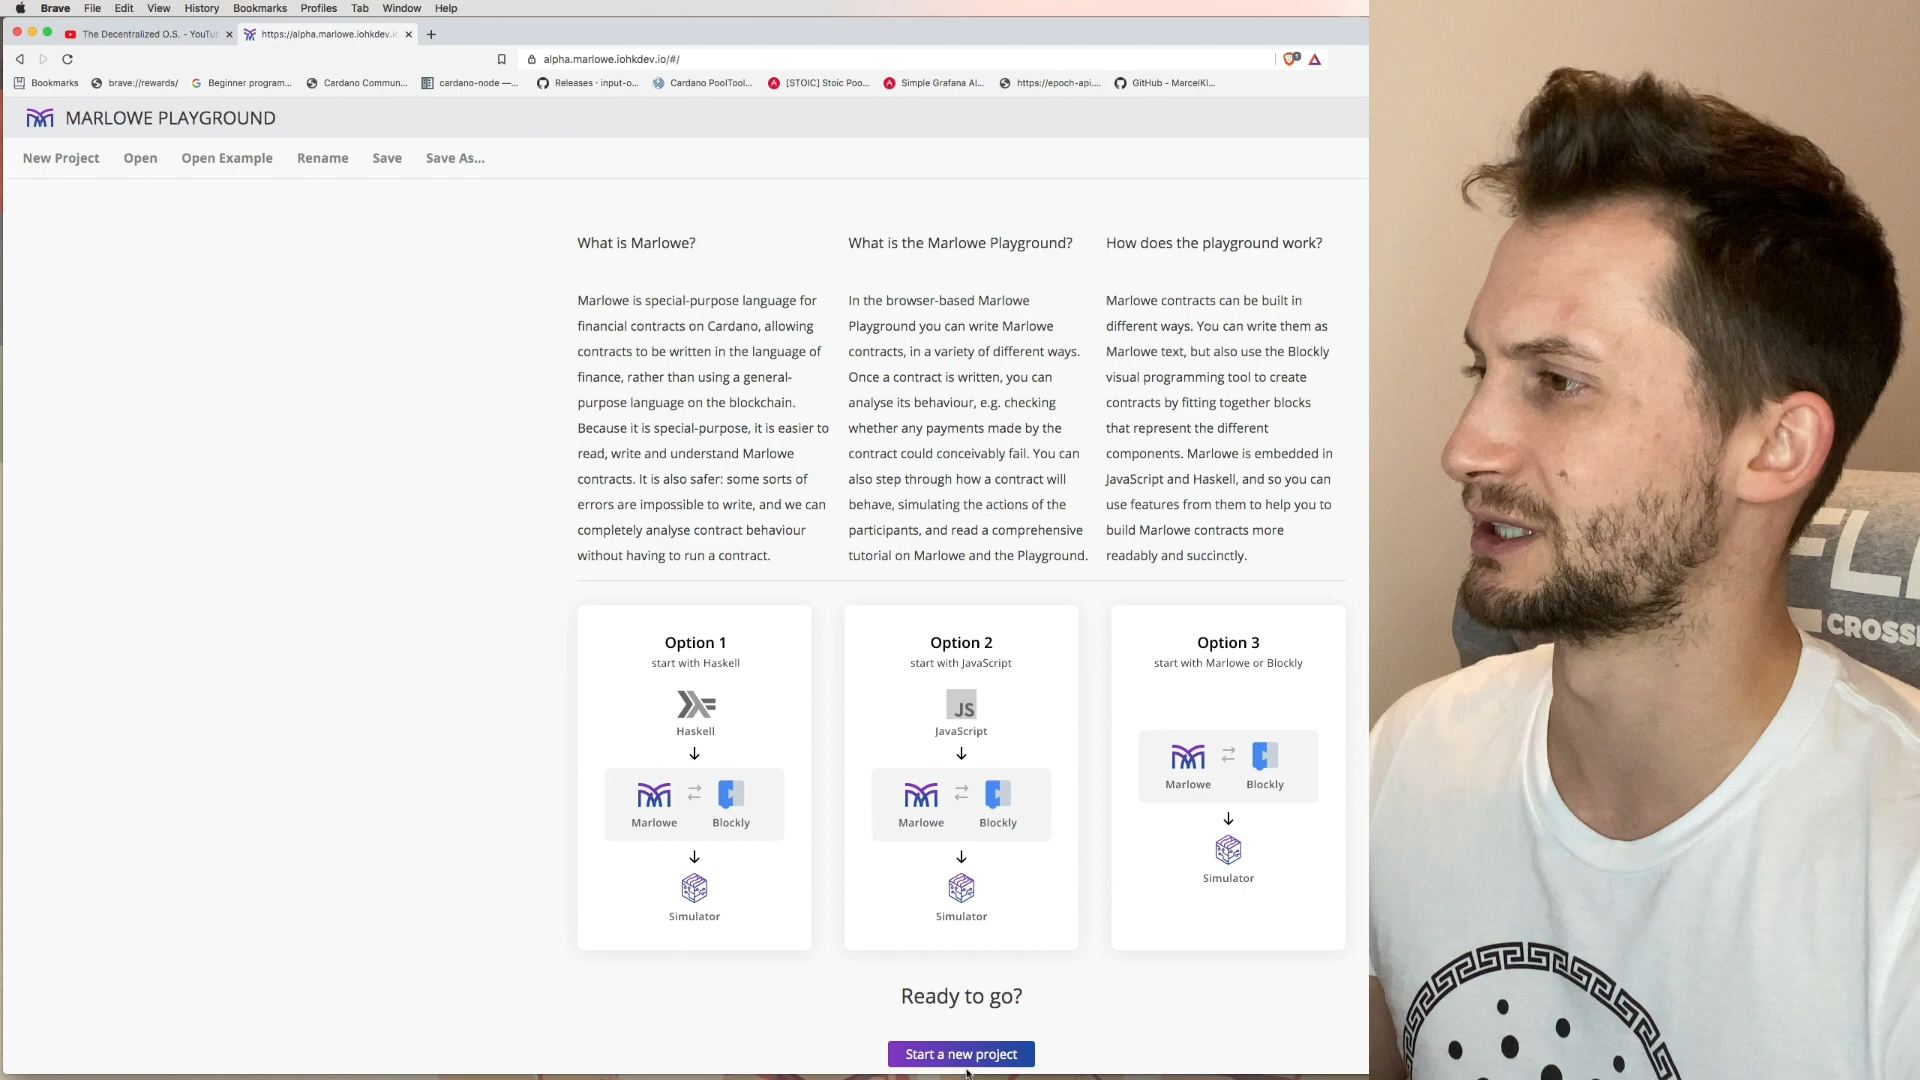 Brave File Edit View History Bookmarks Profiles Tab Window Help
The Decentralized O.S. - YouTu
https://alpha.marlowe.iohkdev.io
alpha.marlowe.iohkdev.io/#/
Bookmarks brave://rewards/ Beginner program... Cardano Commun... cardano-node —... Releases · input-o... Cardano PoolTool... [STOIC] Stoic Poo... Simple Grafana Al... https://epoch-api.... GitHub - MarcelKl...
MARLOWE PLAYGROUND
New Project Open Open Example Rename Save Save As...
What is Marlowe?
Marlowe is special-purpose language for
financial contracts on Cardano, allowing
contracts to be written in the language of
finance, rather than using a general-
purpose language on the blockchain.
Because it is special-purpose, it is easier to
read, write and understand Marlowe
contracts. It is also safer: some sorts of
errors are impossible to write, and we can
completely analyse contract behaviour
without having to run a contract.
What is the Marlowe Playground?
In the browser-based Marlowe
Playground you can write Marlowe
contracts, in a variety of different ways.
Once a contract is written, you can
analyse its behaviour, e.g. checking
whether any payments made by the
contract could conceivably fail. You can
also step through how a contract will
behave, simulating the actions of the
participants, and read a comprehensive
tutorial on Marlowe and the Playground.
How does the playground work?
Marlowe contracts can be built in
different ways. You can write them as
Marlowe text, but also use the Blockly
visual programming tool to create
contracts by fitting together blocks
that represent the different
components. Marlowe is embedded in
JavaScript and Haskell, and so you can
use features from them to help you to
build Marlowe contracts more
readably and succinctly.
Option 1
start with Haskell
Haskell
Marlowe Blockly
Simulator
Option 2
start with JavaScript
JS
JavaScript
Marlowe Blockly
Simulator
Option 3
start with Marlowe or Blockly
Marlowe Blockly
Simulator
Ready to go?
Start a new project
CROSS